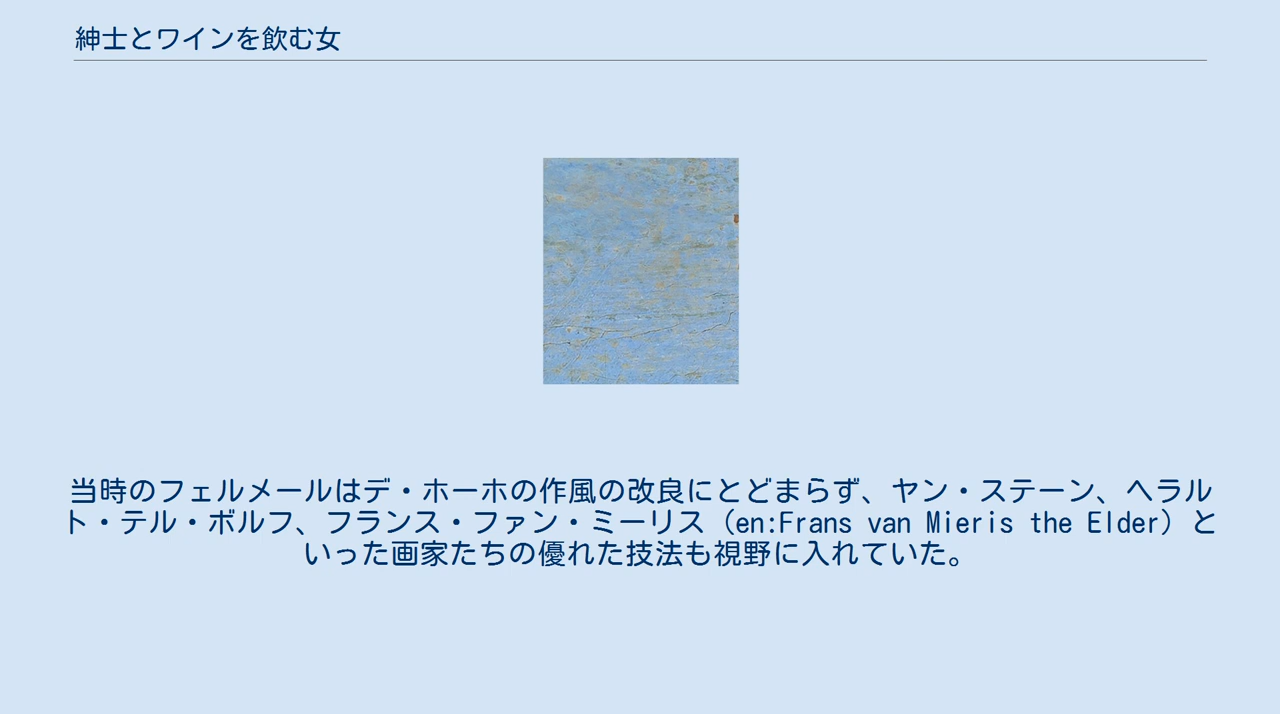 紳士とワインを飲む女
当時のフェルメールはデ・ホーホの作風の改良にとどまらず、ヤン・ステーン、ヘラル
ト・テル・ボルフ、フランス・ファン・ミーリス（en:Frans van Mieris the Elder）と
いった画家たちの優れた技法も視野に入れていた。